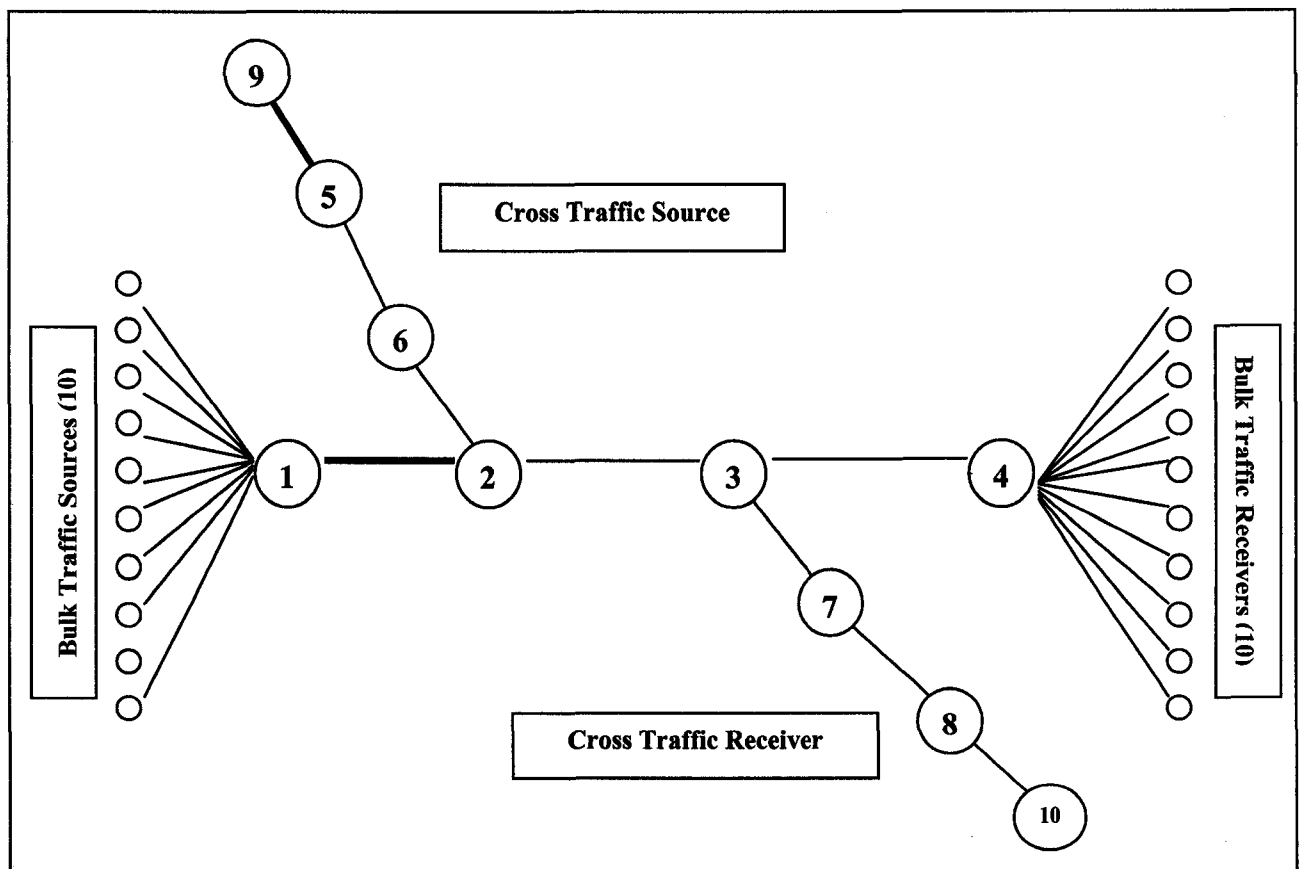 9
5
Cross Traffic Source
6
Bulk Traffic Sources (10)
1
2
3
4
Bulk Traffic Receivers (10)
7
8
Cross Traffic Receiver
10